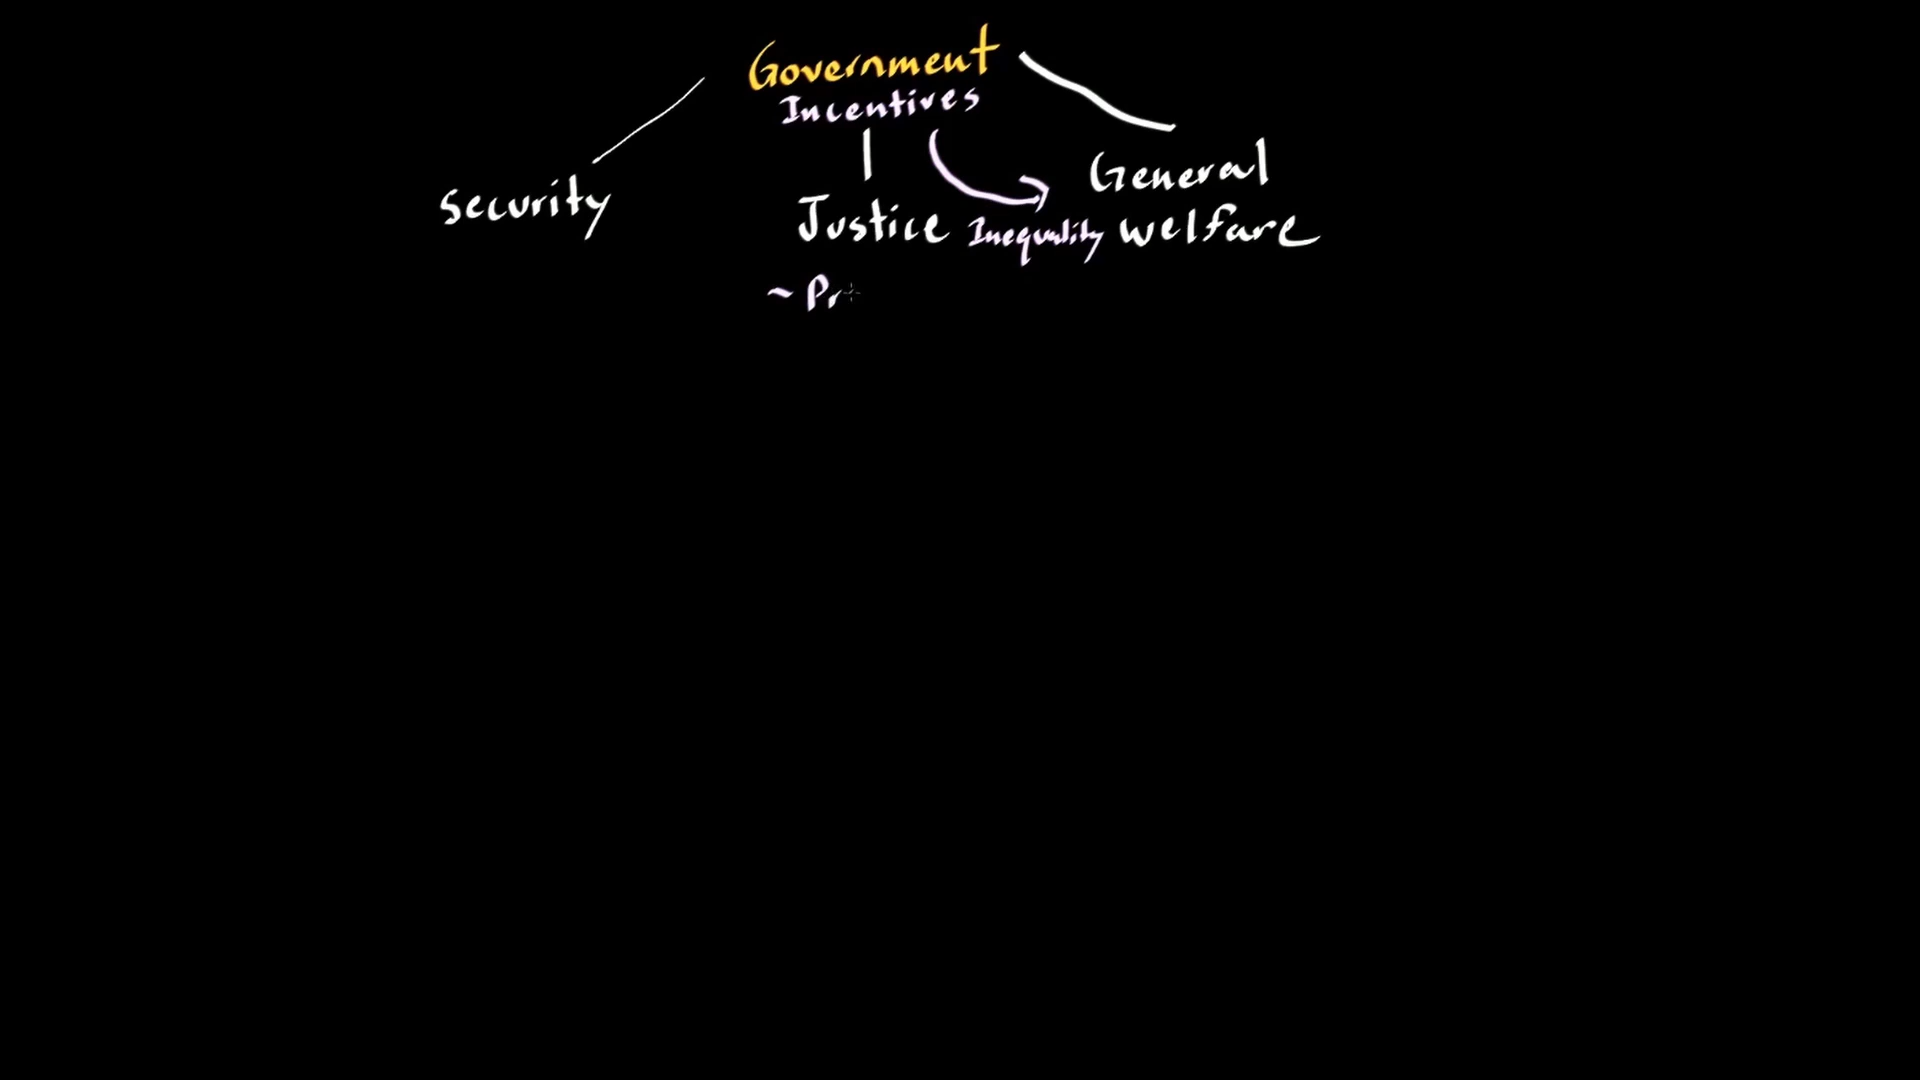 Government
Incentives
Security
Justice
Inequality
General
welfare
~ Pr